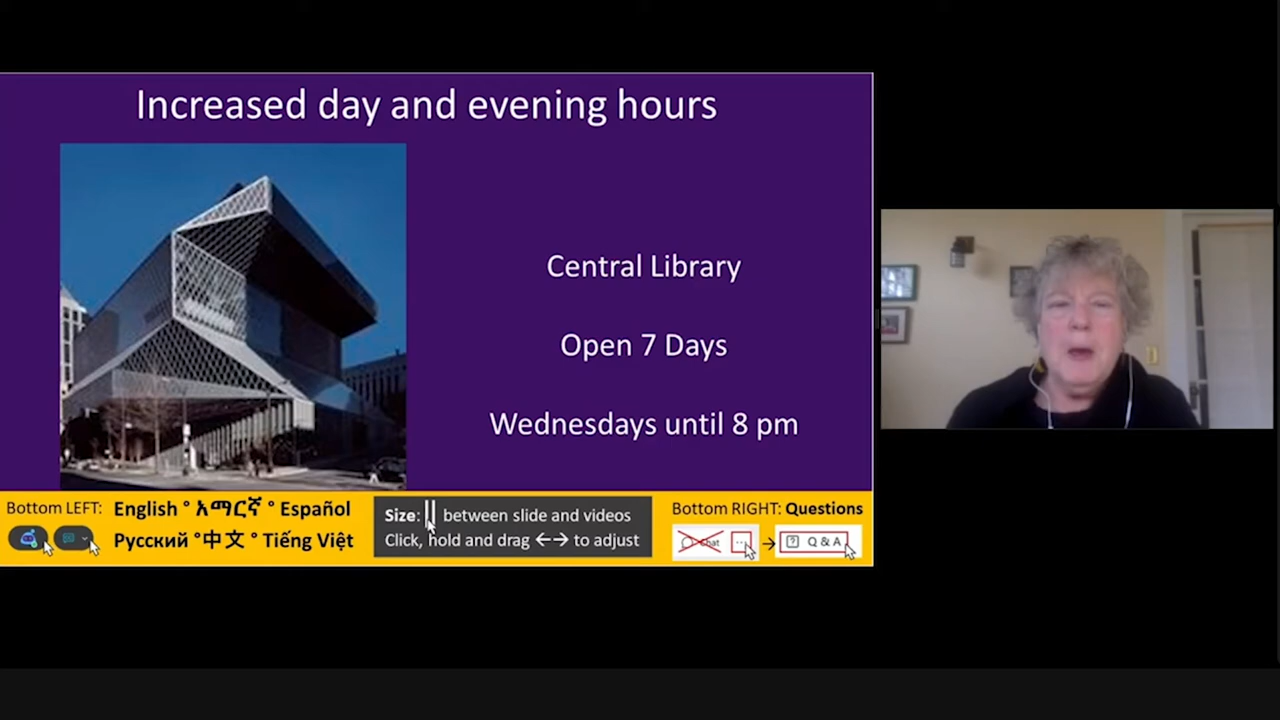 Increased day and evening hours
Central Library
Open 7 Days
Wednesdays until 8 pm
Bottom LEFT:
English ° አማርኛ ° Español
Русский °中文 ° Tiếng Việt
Size: || between slide and videos
Click, hold and drag ←→ to adjust
Bottom RIGHT: Questions
Chat ... → ? Q & A